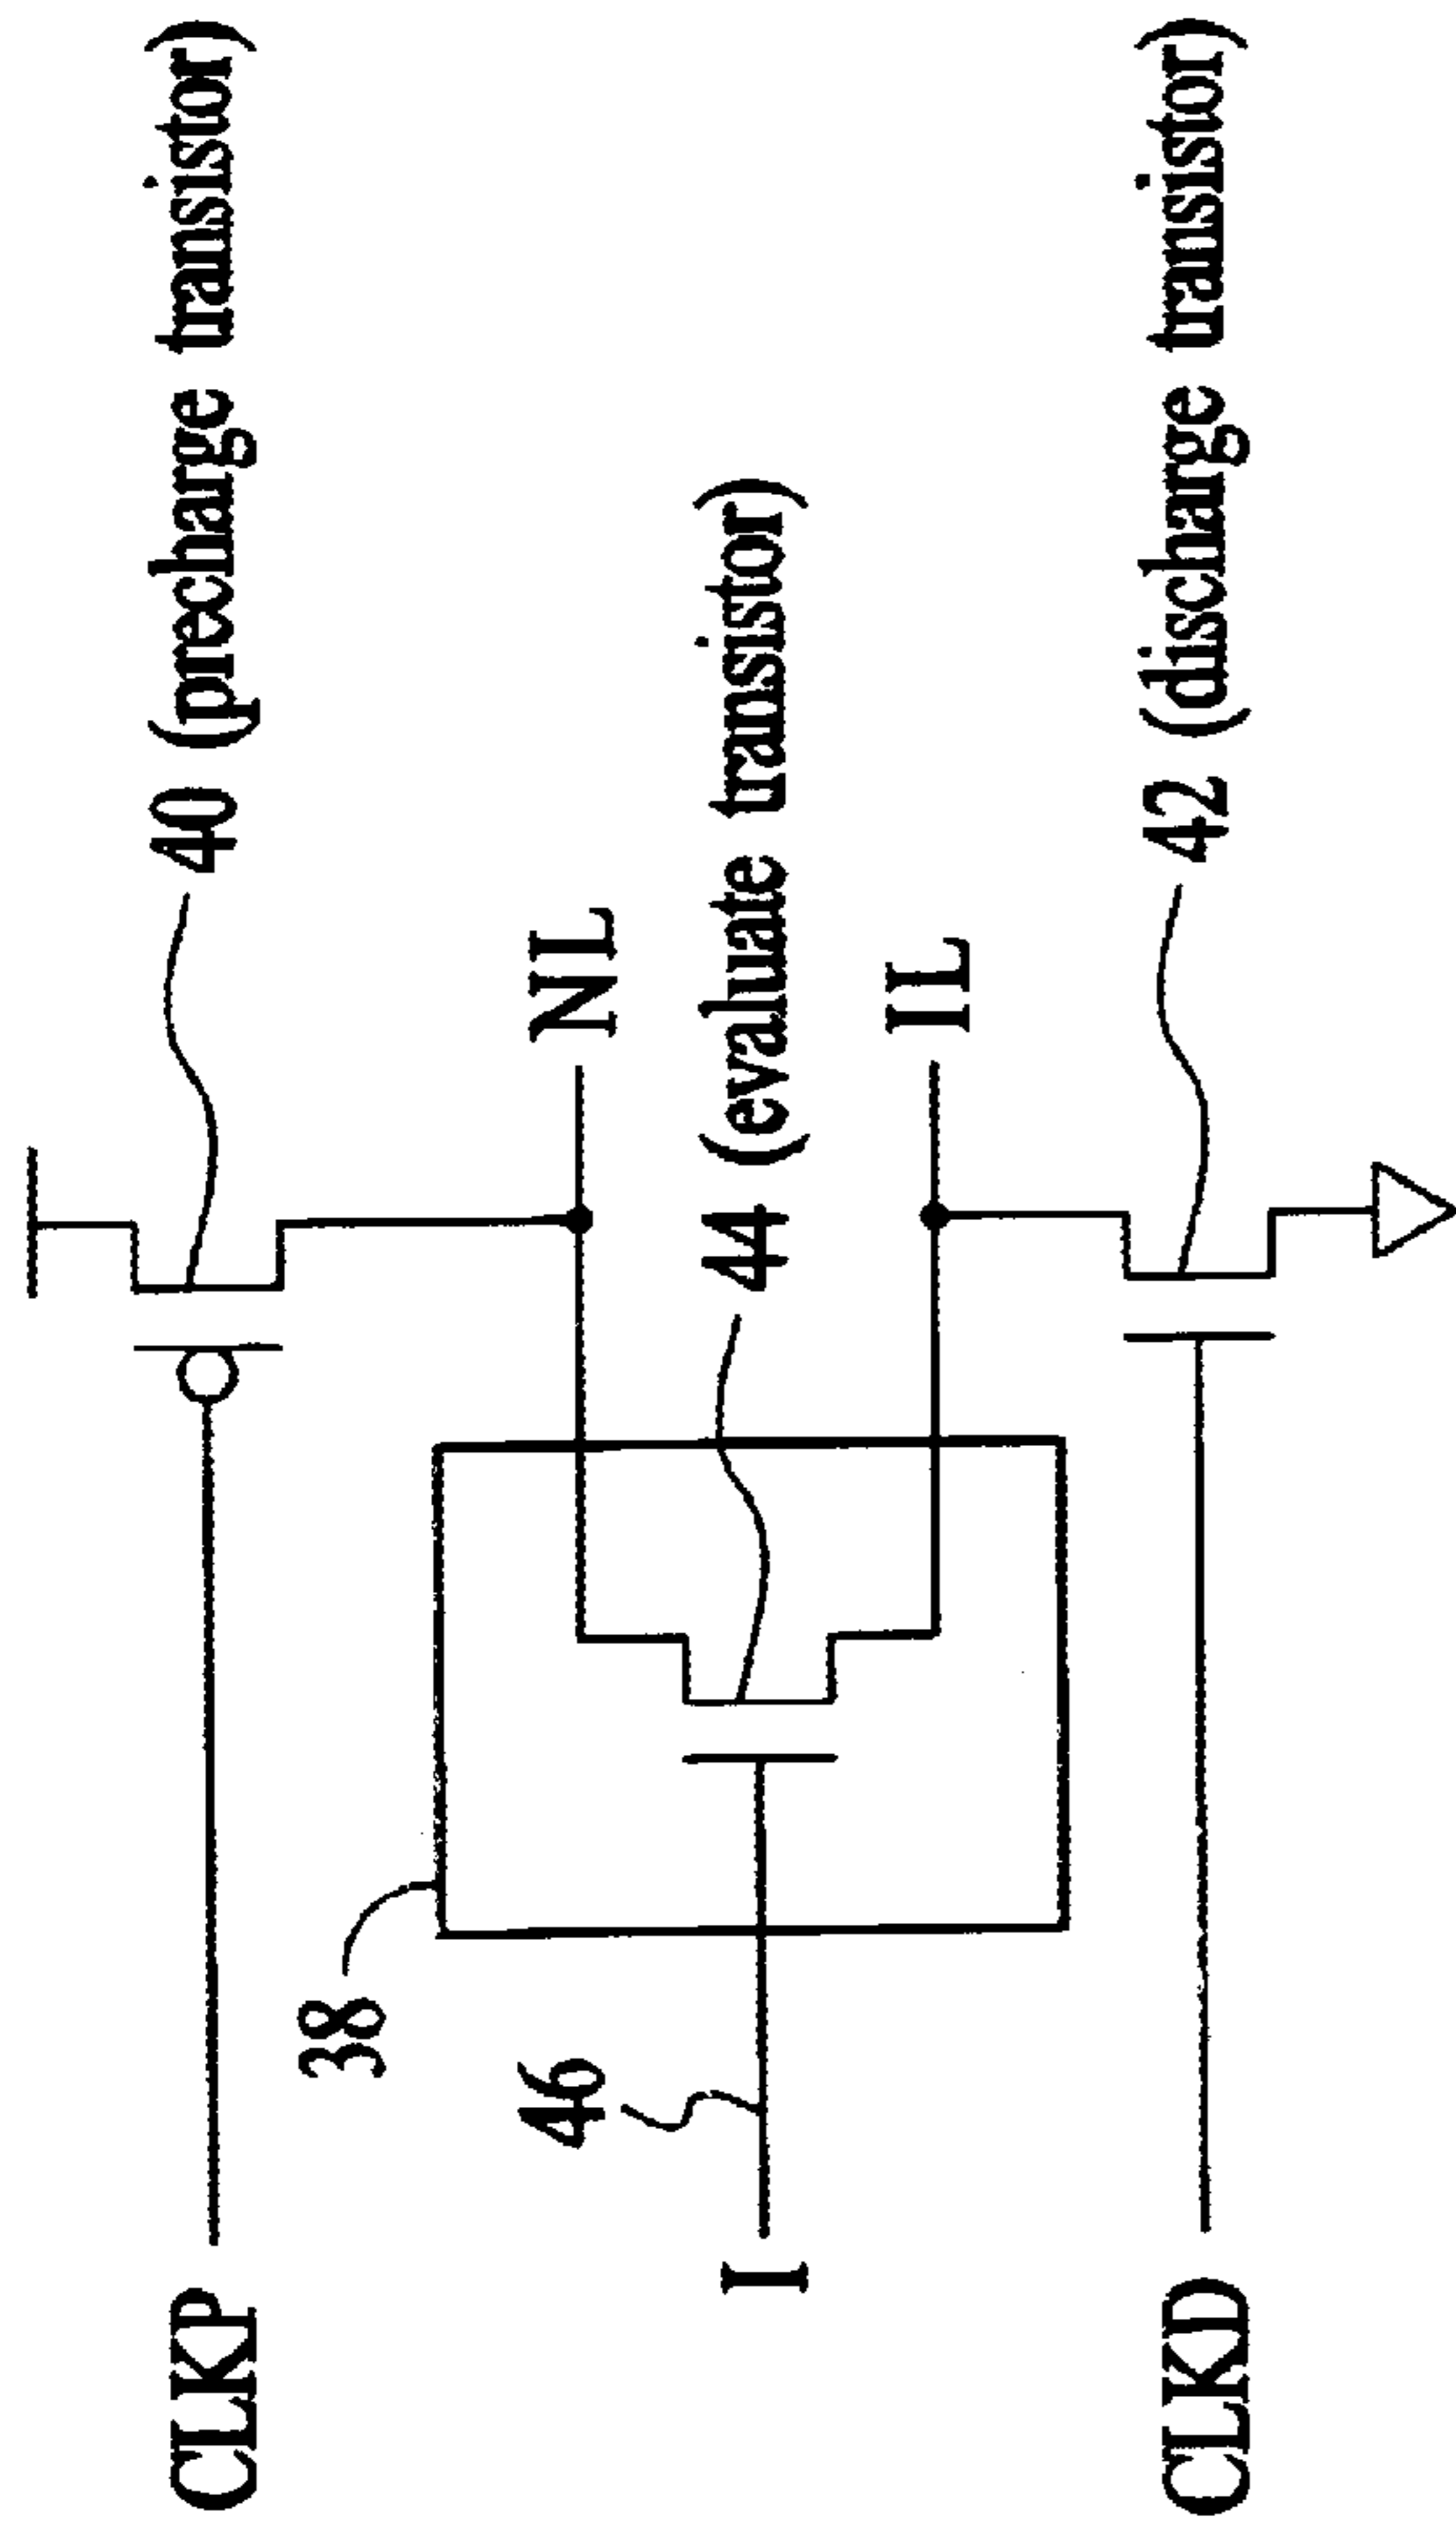 CLKP
40 (precharge transistor)
38
46
NL
I
44 (evaluate transistor)
IL
CLKD
42 (discharge transistor)